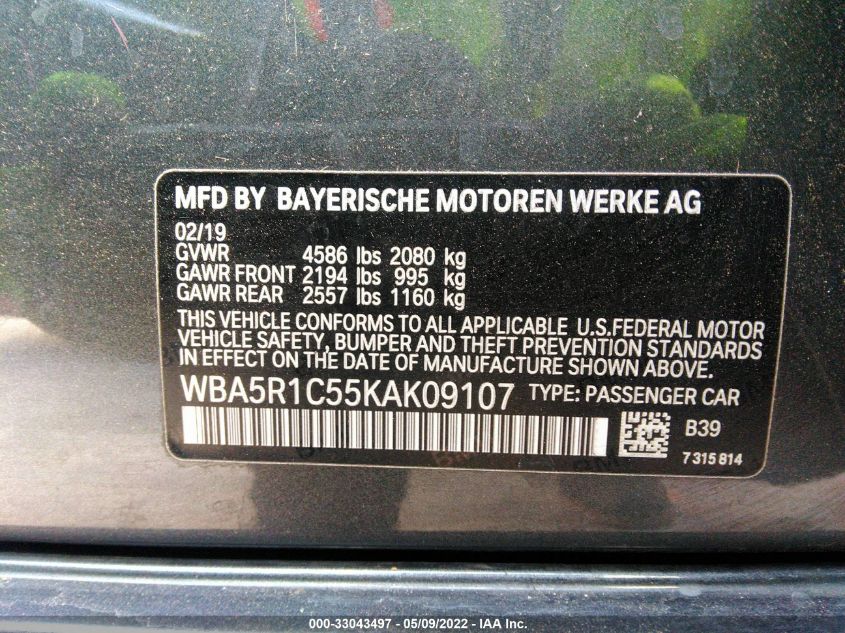 MFD BY BAYERISCHE MOTOREN WERKE AG
02/19
GVWR 4586 lbs 2080 kg
GAWR FRONT 2194 lbs 995 kg
GAWR REAR 2557 lbs 1160 kg
THIS VEHICLE CONFORMS TO ALL APPLICABLE U.S.FEDERAL MOTOR
VEHICLE SAFETY, BUMPER AND THEFT PREVENTION STANDARDS
IN EFFECT ON THE DATE OF MANUFACTURE SHOWN ABOVE.
WBA5R1C55KAK09107 TYPE: PASSENGER CAR
B39
7 315 814
000-33043497 - 05/09/2022 - IAA Inc.